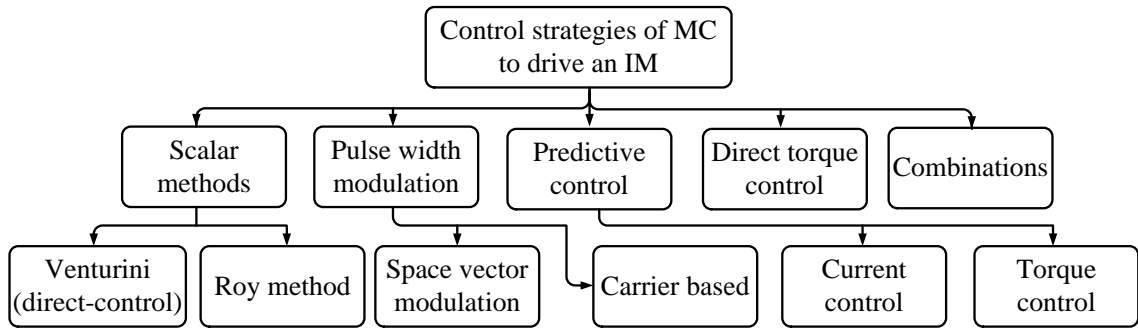 Control strategies of MC
to drive an IM
Scalar
methods
Pulse width
modulation
Predictive
control
Direct torque
control
Combinations
Venturini
(direct-control)
Roy method
Space vector
modulation
Carrier based
Current
control
Torque
control